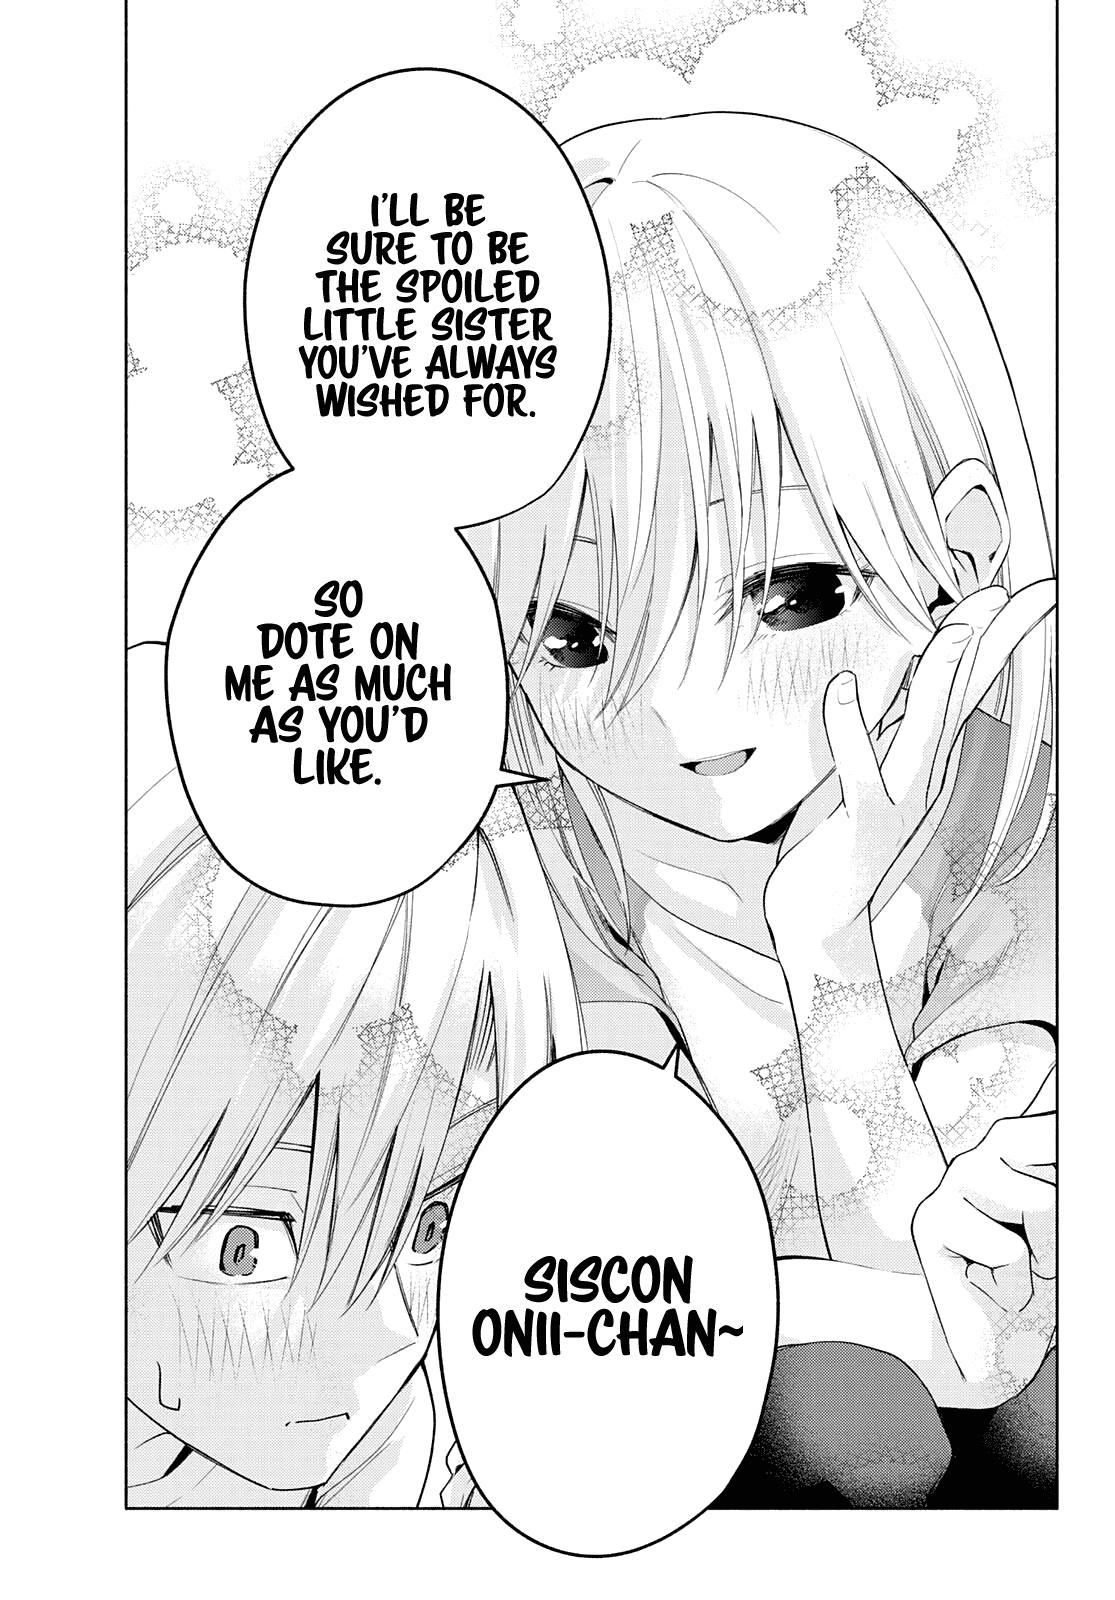 I'LL BE
SURE TO BE
THE SPOILED
LITTLE SISTER
YOU'VE ALWAYS
WISHED FOR.
SO
DOTE ON
ME AS MUCH
AS YOU'D
LIKE.
SISCON
ONII-CHAN~